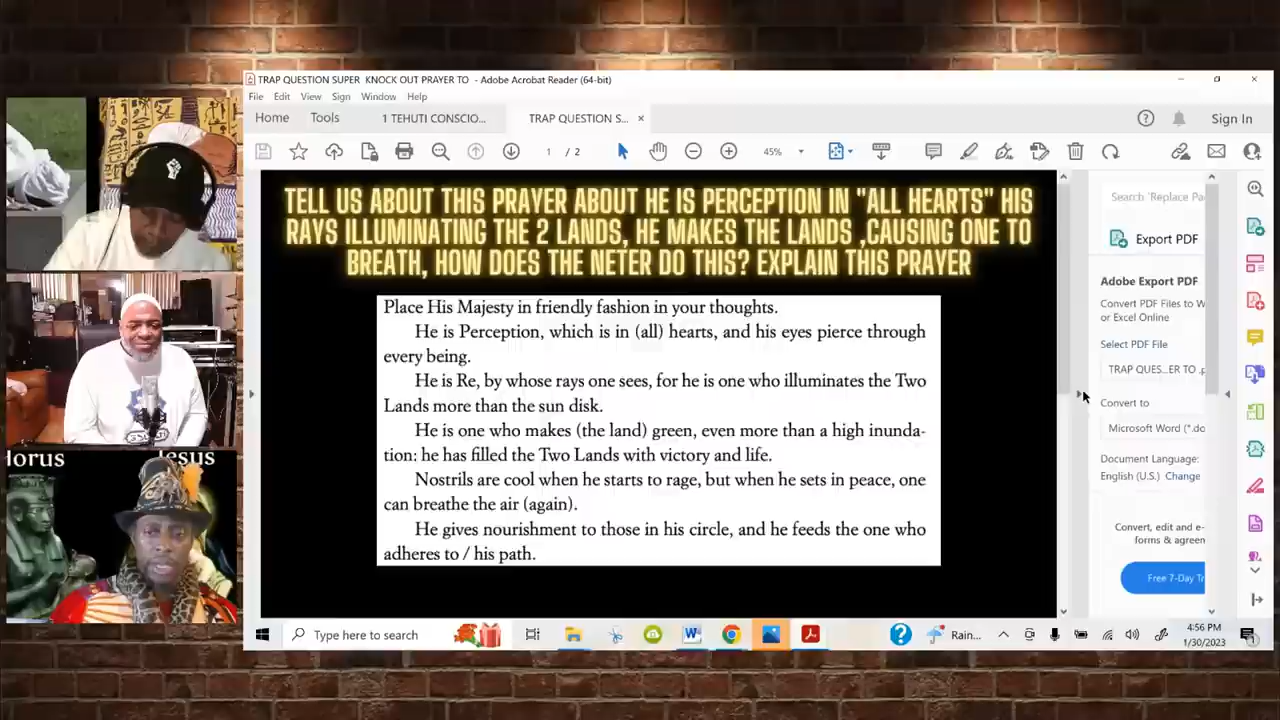 TRAP QUESTION SUPER KNOCK OUT PRAYER TO - Adobe Acrobat Reader (64-bit)
File Edit View Sign Window Help
Home Tools 1 TEHUTI CONSCIO... TRAP QUESTION S... × Sign In
1 / 2 45%
TELL US ABOUT THIS PRAYER ABOUT HE IS PERCEPTION IN "ALL HEARTS" HIS
RAYS ILLUMINATING THE 2 LANDS, HE MAKES THE LANDS ,CAUSING ONE TO
BREATH, HOW DOES THE NETER DO THIS? EXPLAIN THIS PRAYER
Place His Majesty in friendly fashion in your thoughts.
He is Perception, which is in (all) hearts, and his eyes pierce through
every being.
He is Re, by whose rays one sees, for he is one who illuminates the Two
Lands more than the sun disk.
He is one who makes (the land) green, even more than a high inunda-
tion: he has filled the Two Lands with victory and life.
Nostrils are cool when he starts to rage, but when he sets in peace, one
can breathe the air (again).
He gives nourishment to those in his circle, and he feeds the one who
adheres to / his path.
Search 'Replace Pa
Export PDF
Adobe Export PDF
Convert PDF Files to W
or Excel Online
Select PDF File
TRAP QUES...ER TO .p
Convert to
Microsoft Word (*.do
Document Language:
English (U.S.) Change
Convert, edit and e-
forms & agreen
Free 7-Day Tr
Horus
Jesus
Type here to search
Rain...
4:56 PM
1/30/2023